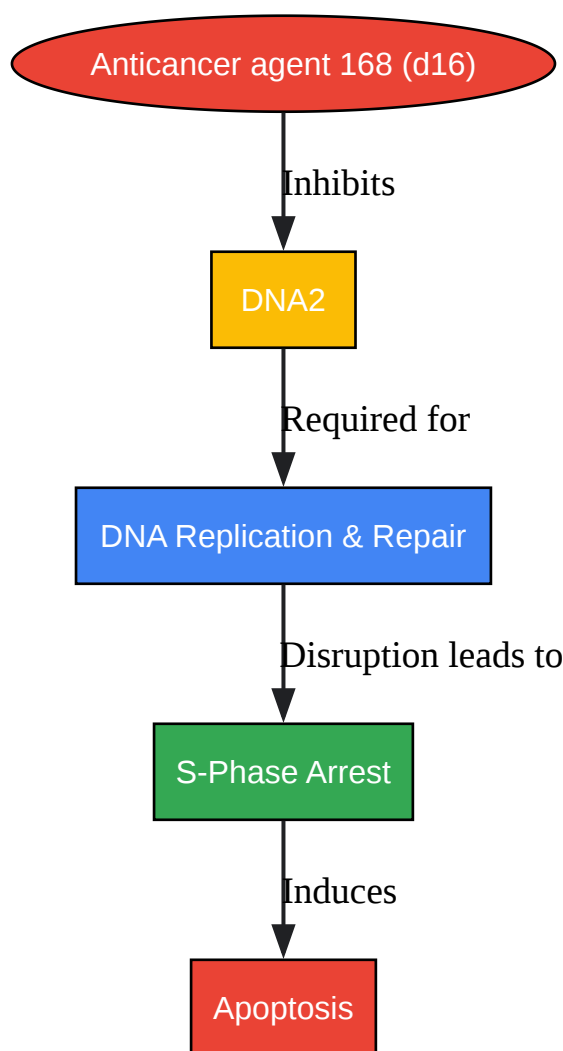 Anticancer agent 168 (d16)
Inhibits
DNA2
Required for
DNA Replication & Repair
Disruption leads to
S-Phase Arrest
Induces
Apoptosis